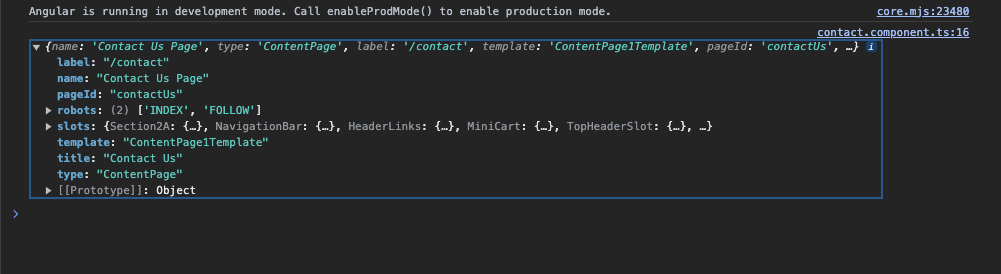 Angular is running in development mode. Call enableProdMode() to enable production mode. core.mjs:23480
contact.component.ts:16
▼ {name: 'Contact Us Page', type: 'ContentPage', label: '/contact', template: 'ContentPage1Template', pageId: 'contactUs', …} i
label: "/contact"
name: "Contact Us Page"
pageId: "contactUs"
▶ robots: (2) ['INDEX', 'FOLLOW']
▶ slots: {Section2A: {…}, NavigationBar: {…}, HeaderLinks: {…}, MiniCart: {…}, TopHeaderSlot: {…}, …}
template: "ContentPage1Template"
title: "Contact Us"
type: "ContentPage"
▶ [[Prototype]]: Object
>